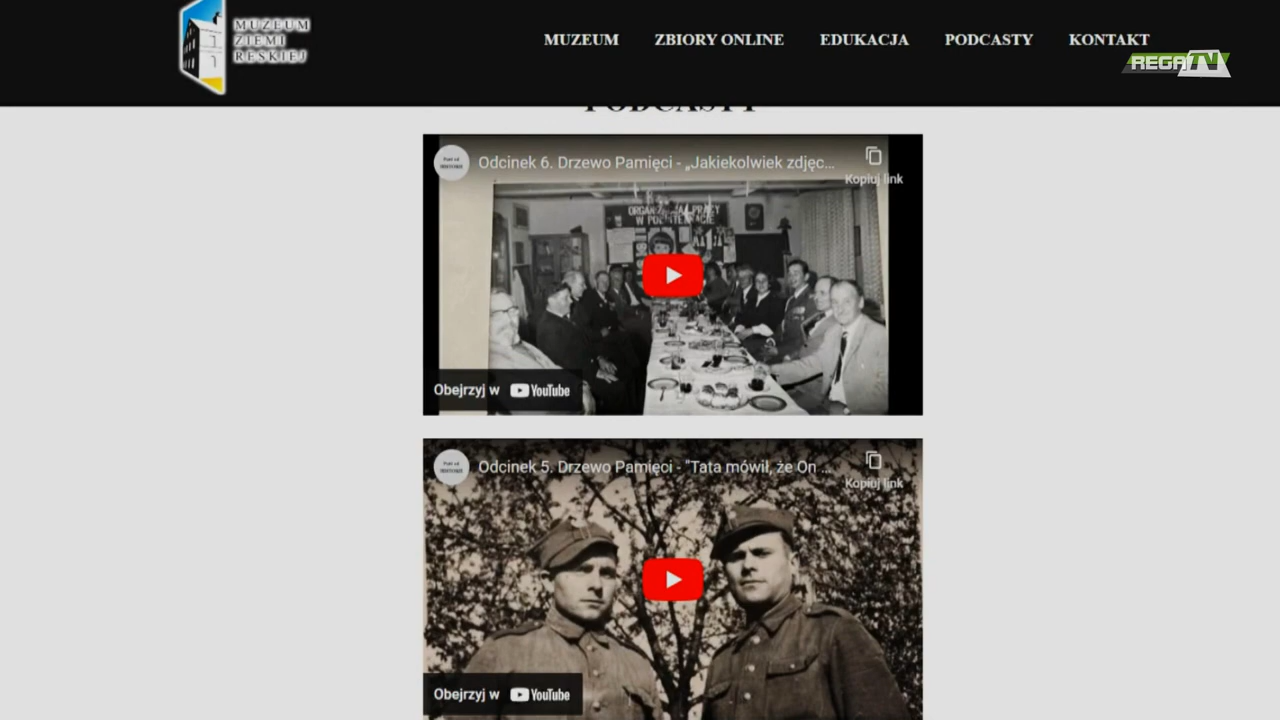 MUZEUM
ZIEMI
RESKIEJ
MUZEUM ZBIORY ONLINE EDUKACJA PODCASTY KONTAKT
REGA TV
PODCASTY
Odcinek 6. Drzewo Pamięci - „Jakiekolwiek zdjęc...
Kopiuj link
Obejrzyj w YouTube
Odcinek 5. Drzewo Pamięci - "Tata mówił, że On ...
Kopiuj link
Obejrzyj w YouTube